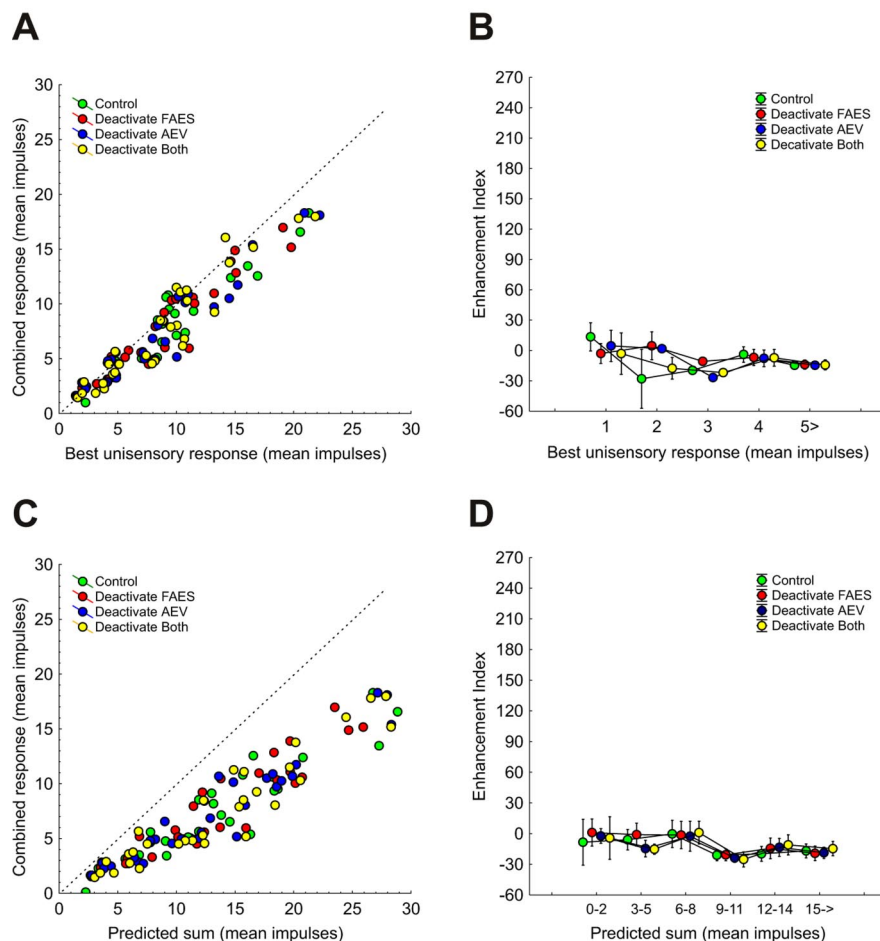 A
B
30
25
20
15
10
5
0
Combined response (mean impulses)
Control
Deactivate FAES
Deactivate AEV
Deactivate Both
0 5 10 15 20 25 30
Best unisensory response (mean impulses)
270
240
210
180
150
120
90
60
30
0
-30
-60
Enhancement Index
Control
Deactivate FAES
Deactivate AEV
Decativate Both
1 2 3 4 5>
Best unisensory response (mean impulses)
C
D
30
25
20
15
10
5
0
Combined response (mean impulses)
Control
Deactivate FAES
Deactivate AEV
Deactivate Both
0 5 10 15 20 25 30
Predicted sum (mean impulses)
270
240
210
180
150
120
90
60
30
0
-30
-60
Enhancement Index
Control
Deactivate FAES
Deactivate AEV
Deactivate Both
0-2 3-5 6-8 9-11 12-14 15->
Predicted sum (mean impulses)